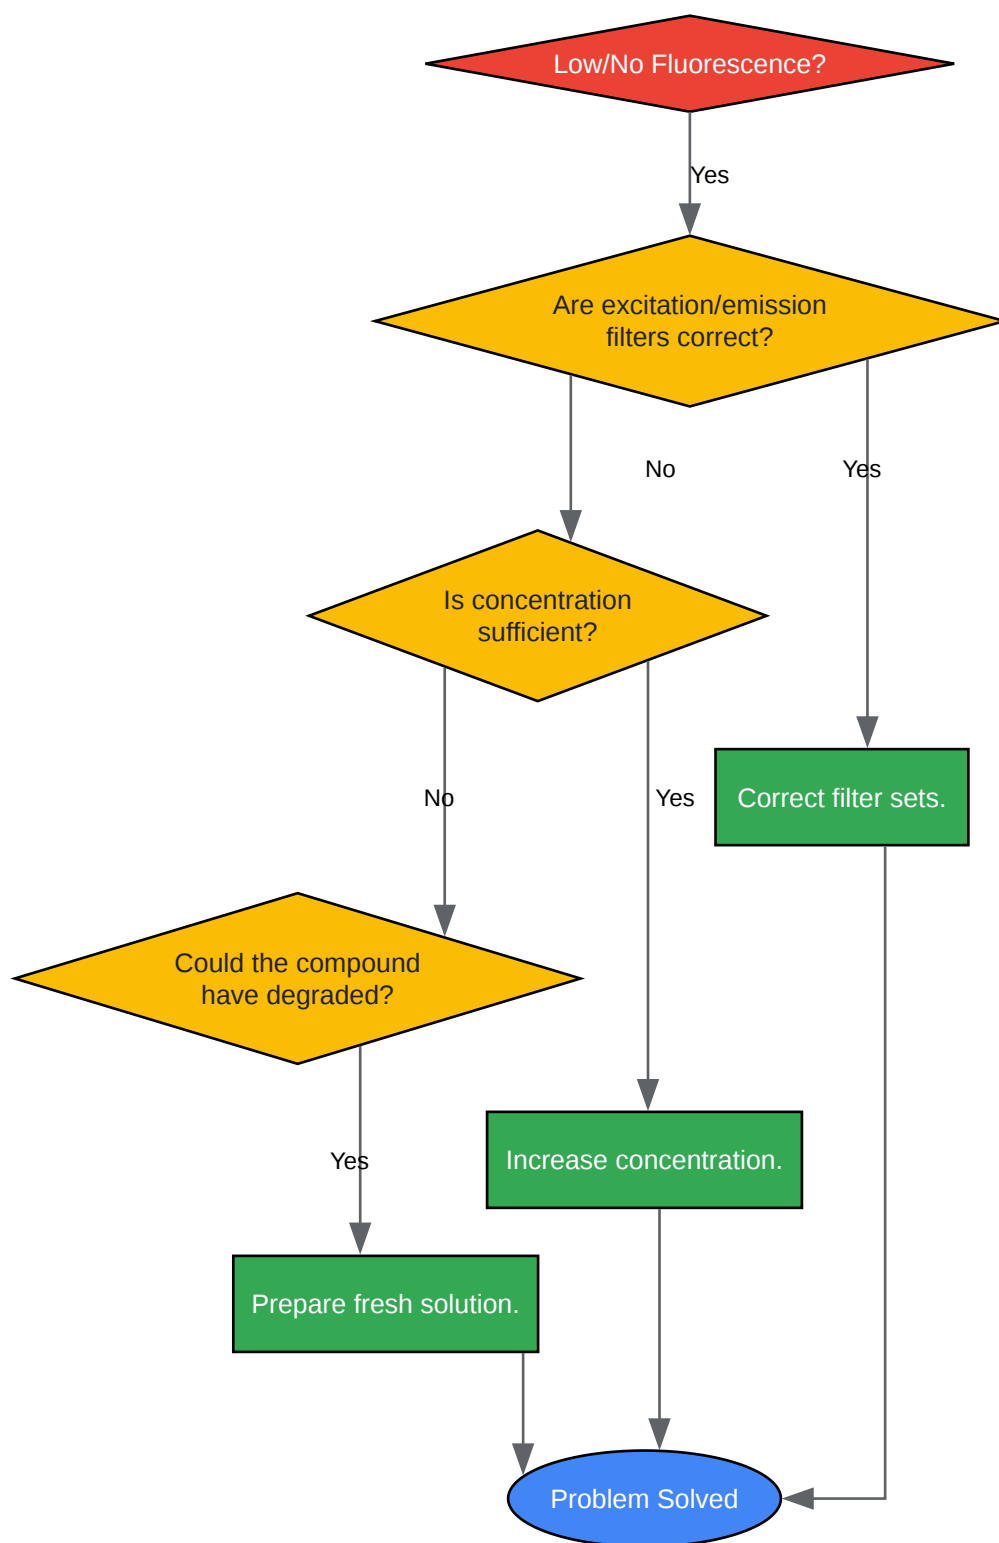 Low/No Fluorescence?
Yes
Are excitation/emission
filters correct?
No
Yes
Is concentration
sufficient?
No
Yes
Correct filter sets.
Could the compound
have degraded?
Yes
Increase concentration.
Prepare fresh solution.
Problem Solved